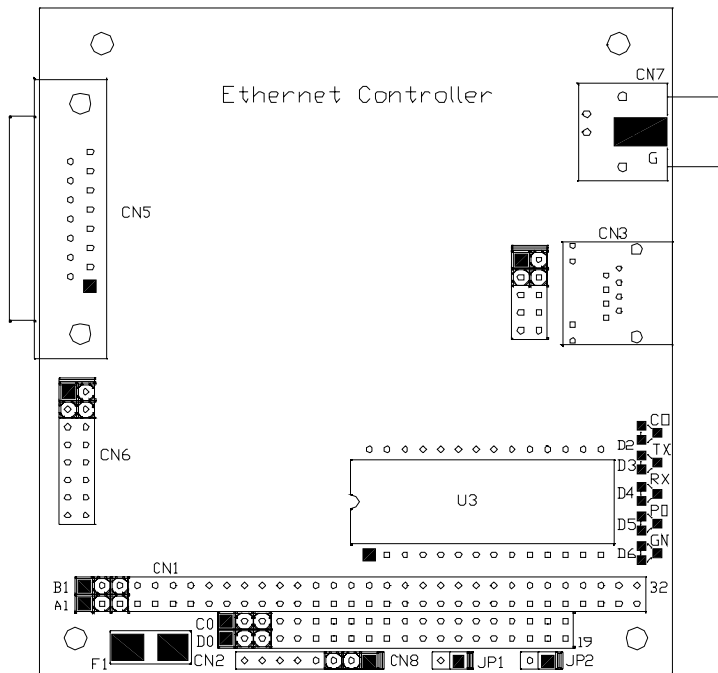 CN7
Ethernet Controller
G
CN5
CN3
CO
D2
TX
D3
CN6
RX
U3
D4
PO
D5
GN
D6
CN1
B1
32
A1
C0
D0
19
F1
CN2
CN8
JP1
JP2